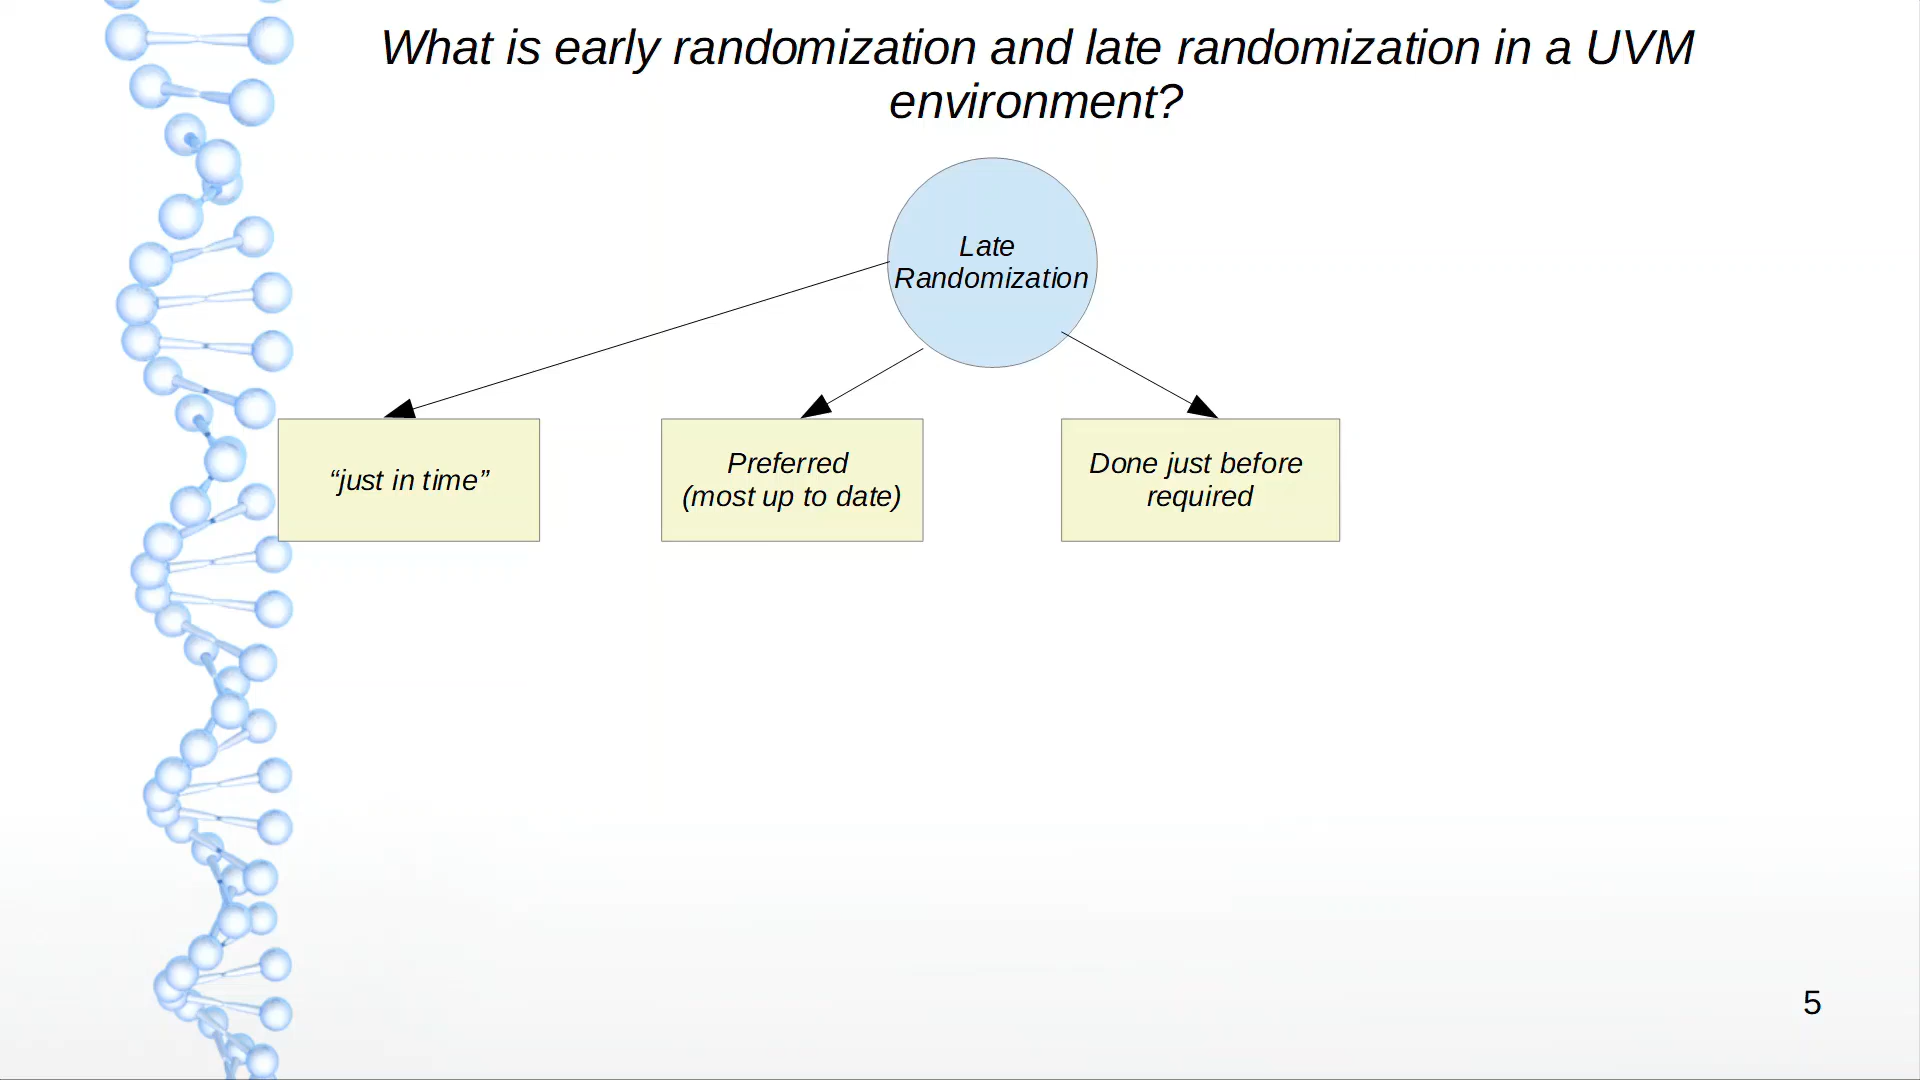 What is early randomization and late randomization in a UVM
environment?
Late
Randomization
“just in time”
Preferred
(most up to date)
Done just before
required
5